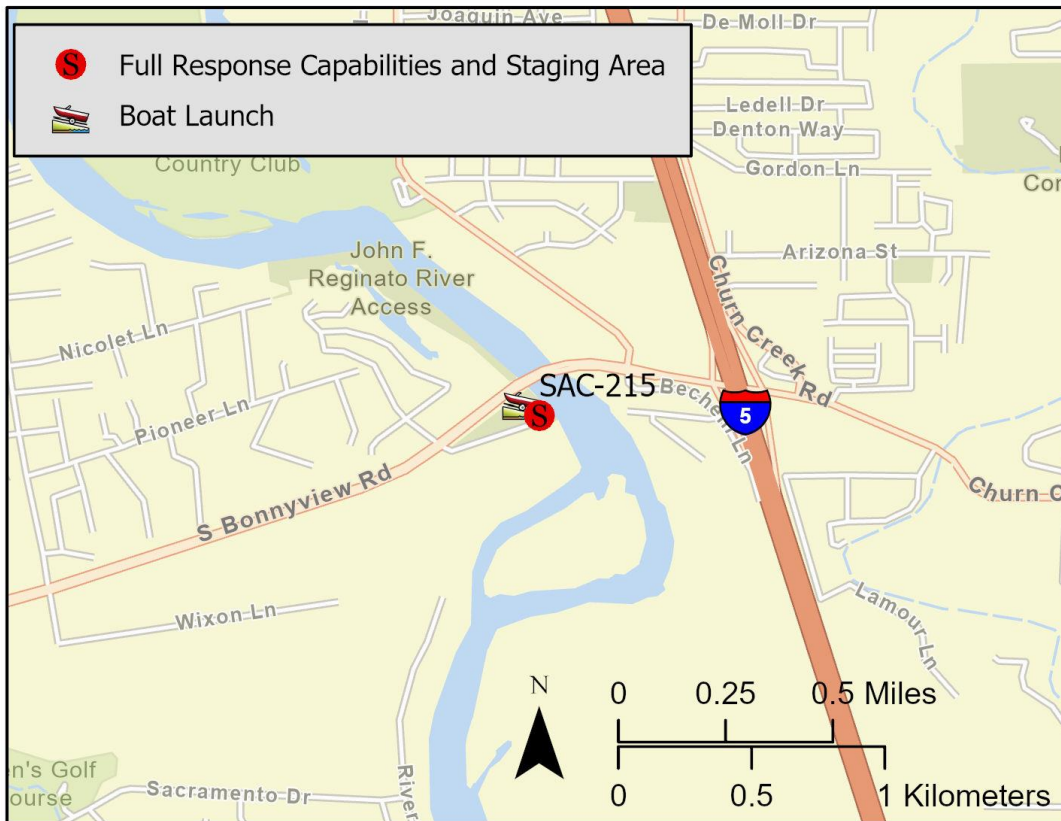 Joaquin Ave
De Moll Dr
S Full Response Capabilities and Staging Area
Boat Launch
Ledell Dr
Denton Way
Gordon Ln
Country Club
Arizona St
John F.
Reginato River
Access
Churn Creek Rd
Nicolet Ln
SAC-215
S
Bechelli Ln
5
Pioneer Ln
S Bonnyview Rd
Wixon Ln
Lamour Ln
N
0 0.25 0.5 Miles
0 0.5 1 Kilometers
Sacramento Dr
River